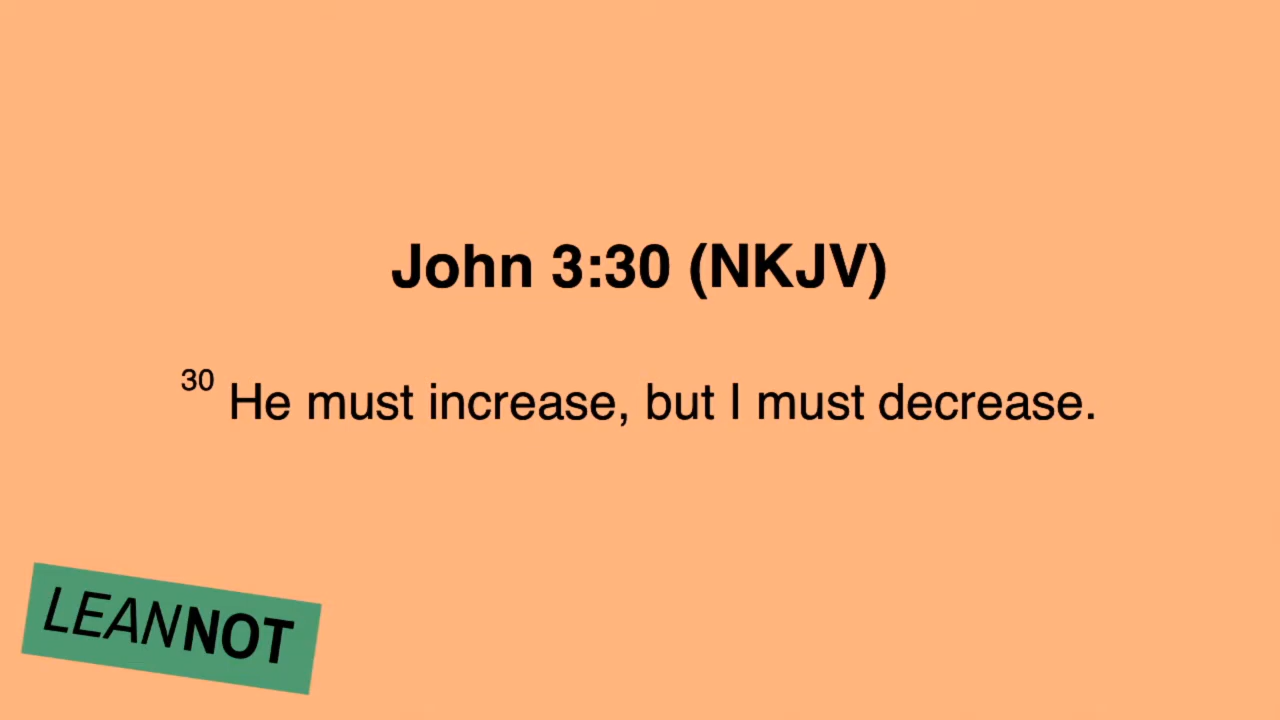 John 3:30 (NKJV)
30 He must increase, but I must decrease.
LEANNOT